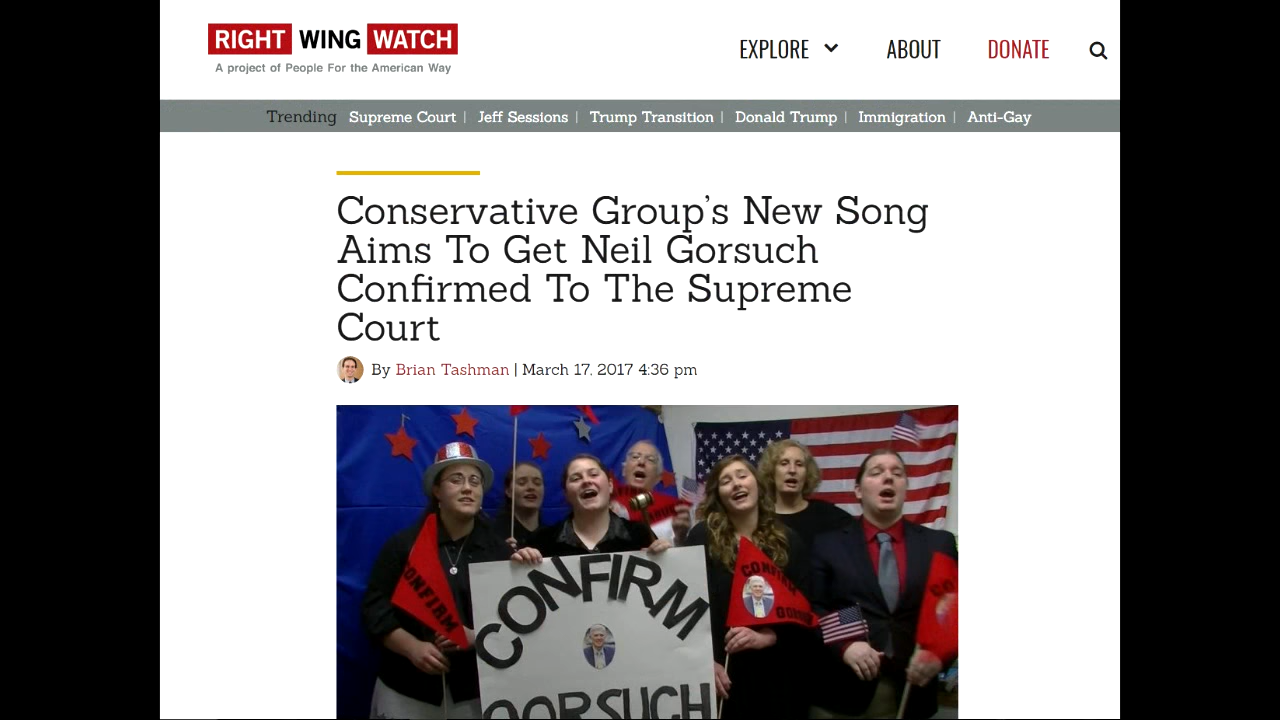 RIGHT WING WATCH
A project of People For the American Way
EXPLORE ABOUT DONATE
Trending Supreme Court | Jeff Sessions | Trump Transition | Donald Trump | Immigration | Anti-Gay
Conservative Group’s New Song
Aims To Get Neil Gorsuch
Confirmed To The Supreme
Court
By Brian Tashman | March 17, 2017 4:36 pm
CONFIRM
CONFIRM
GORSUCH
CONFIRM